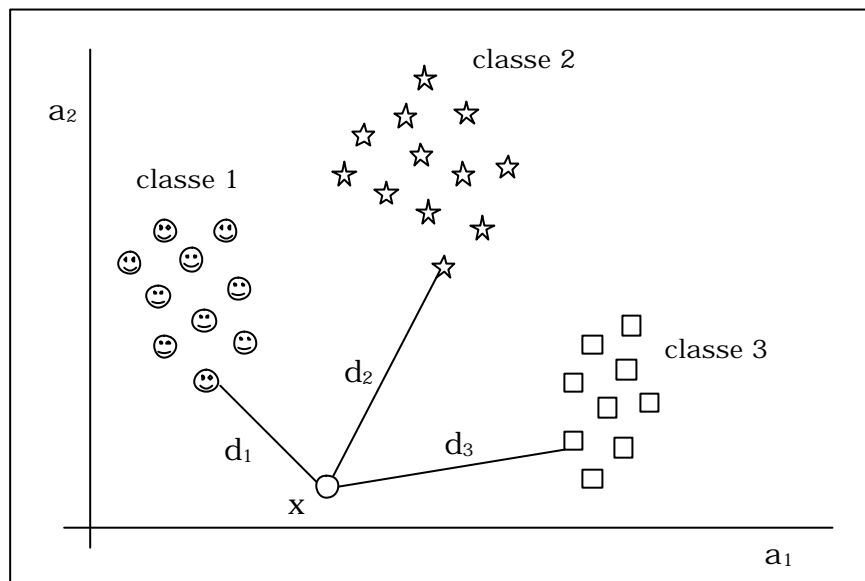 classe 2
a₂
classe 1
classe 3
d₂
d₁
d₃
x
a₁